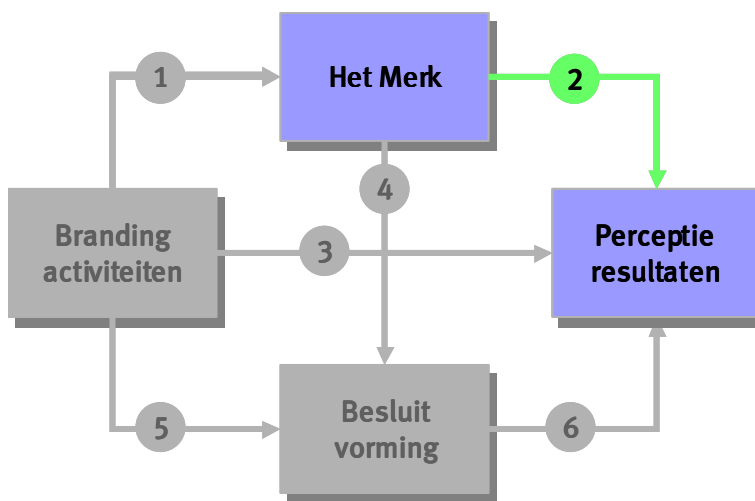 1
Het Merk
2
4
Branding
activiteiten
3
Perceptie
resultaten
5
Besluit
vorming
6